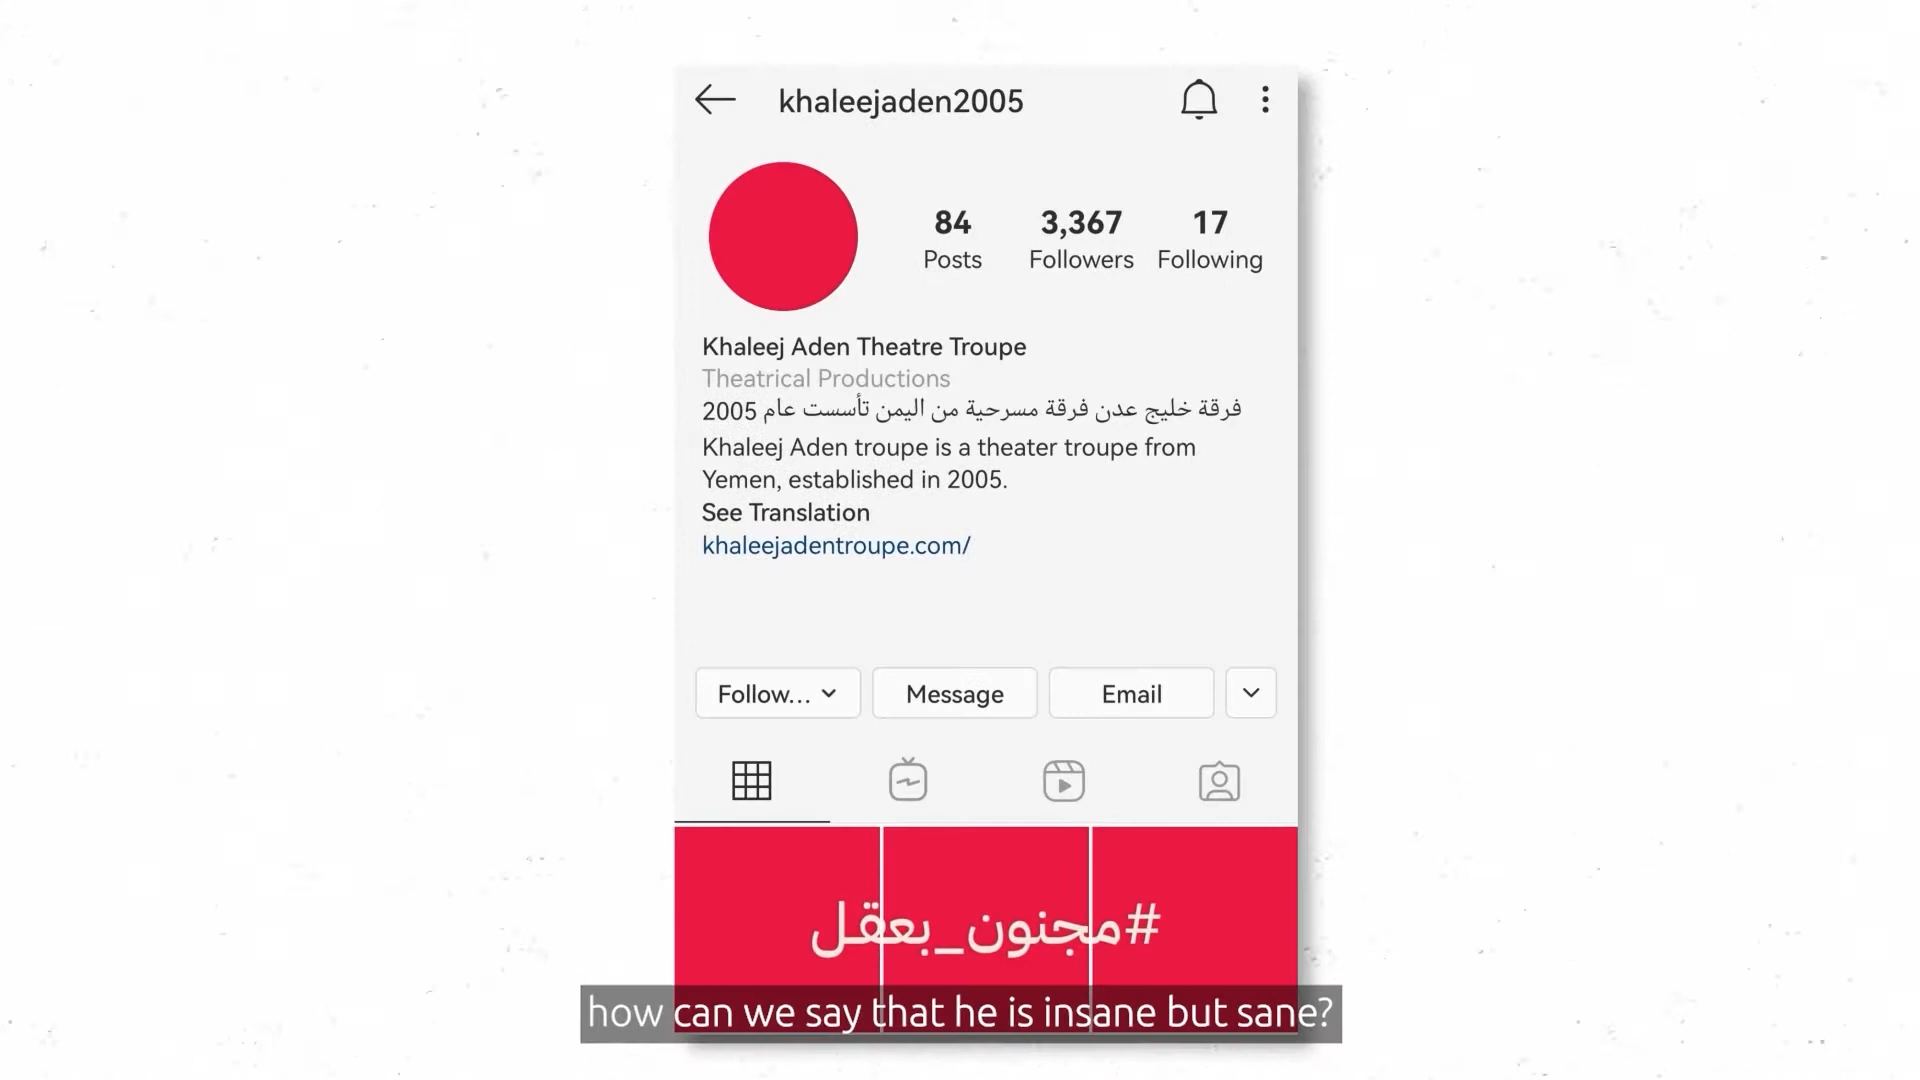 khaleejaden2005
84 3,367 17
Posts Followers Following
Khaleej Aden Theatre Troupe
Theatrical Productions
فرقة خليج عدن فرقة مسرحية من اليمن تأسست عام 2005
Khaleej Aden troupe is a theater troupe from
Yemen, established in 2005.
See Translation
khaleejadentroupe.com/
Follow... Message Email
#مجنون_بعقل
how can we say that he is insane but sane?